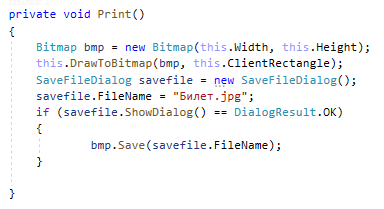 private void Print()
{
Bitmap bmp = new Bitmap(this.Width, this.Height);
this.DrawToBitmap(bmp, this.ClientRectangle);
SaveFileDialog savefile = new SaveFileDialog();
savefile.FileName = "Билет.jpg";
if (savefile.ShowDialog() == DialogResult.OK)
{
bmp.Save(savefile.FileName);
}
}